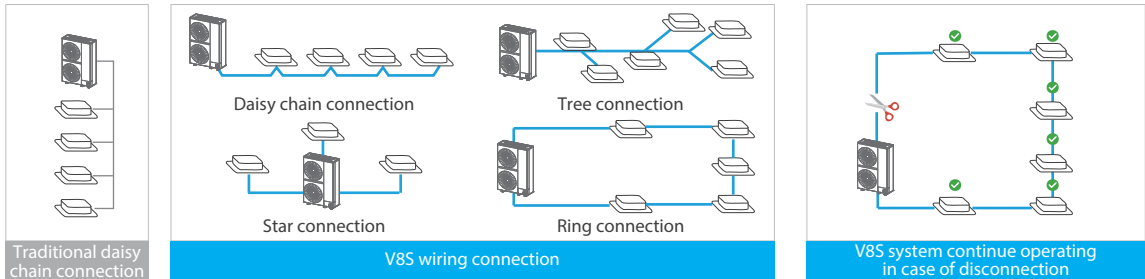 Daisy chain connection
Tree connection
Star connection
Ring connection
Traditional daisy
chain connection
V8S wiring connection
V8S system continue operating
in case of disconnection